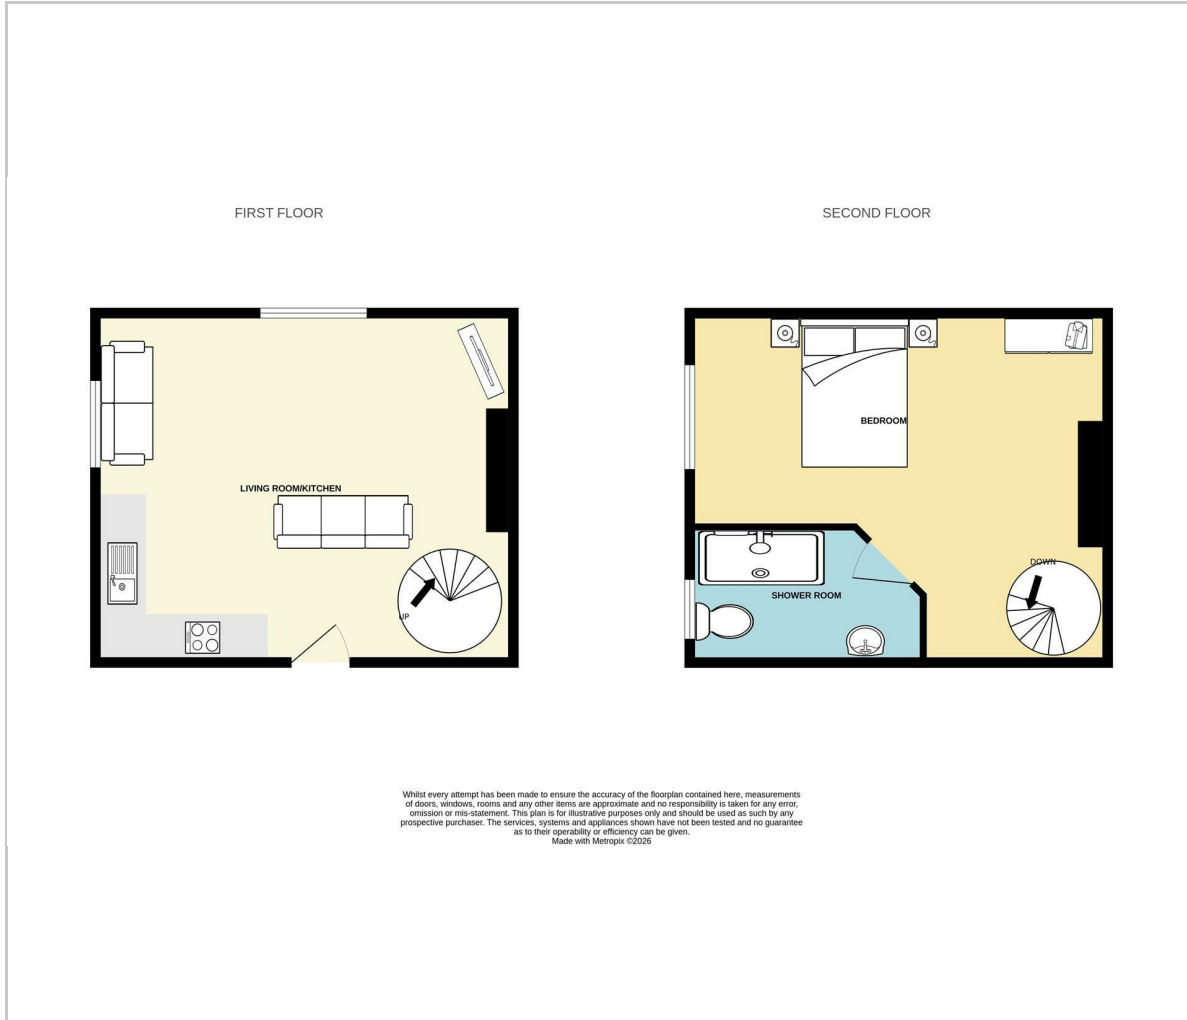 FIRST FLOOR
SECOND FLOOR
LIVING ROOM/KITCHEN
UP
BEDROOM
DOWN
SHOWER ROOM
Whilst every attempt has been made to ensure the accuracy of the floorplan contained here, measurements
of doors, windows, rooms and any other items are approximate and no responsibility is taken for any error,
omission or mis-statement. This plan is for illustrative purposes only and should be used as such by any
prospective purchaser. The services, systems and appliances shown have not been tested and no guarantee
as to their operability or efficiency can be given.
Made with Metropix ©2026